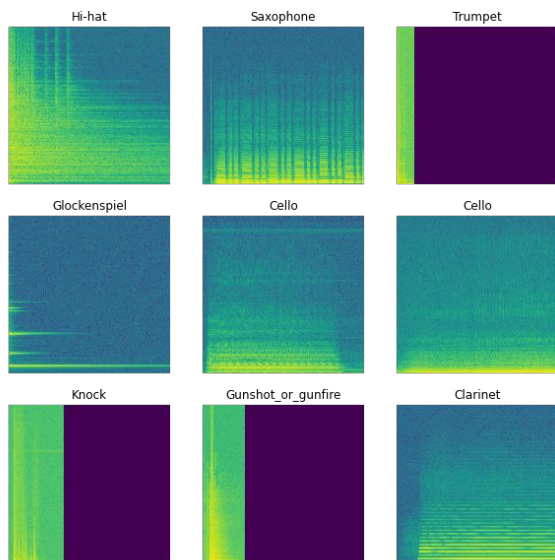 Hi-hat
Saxophone
Trumpet
Glockenspiel
Cello
Cello
Knock
Gunshot_or_gunfire
Clarinet